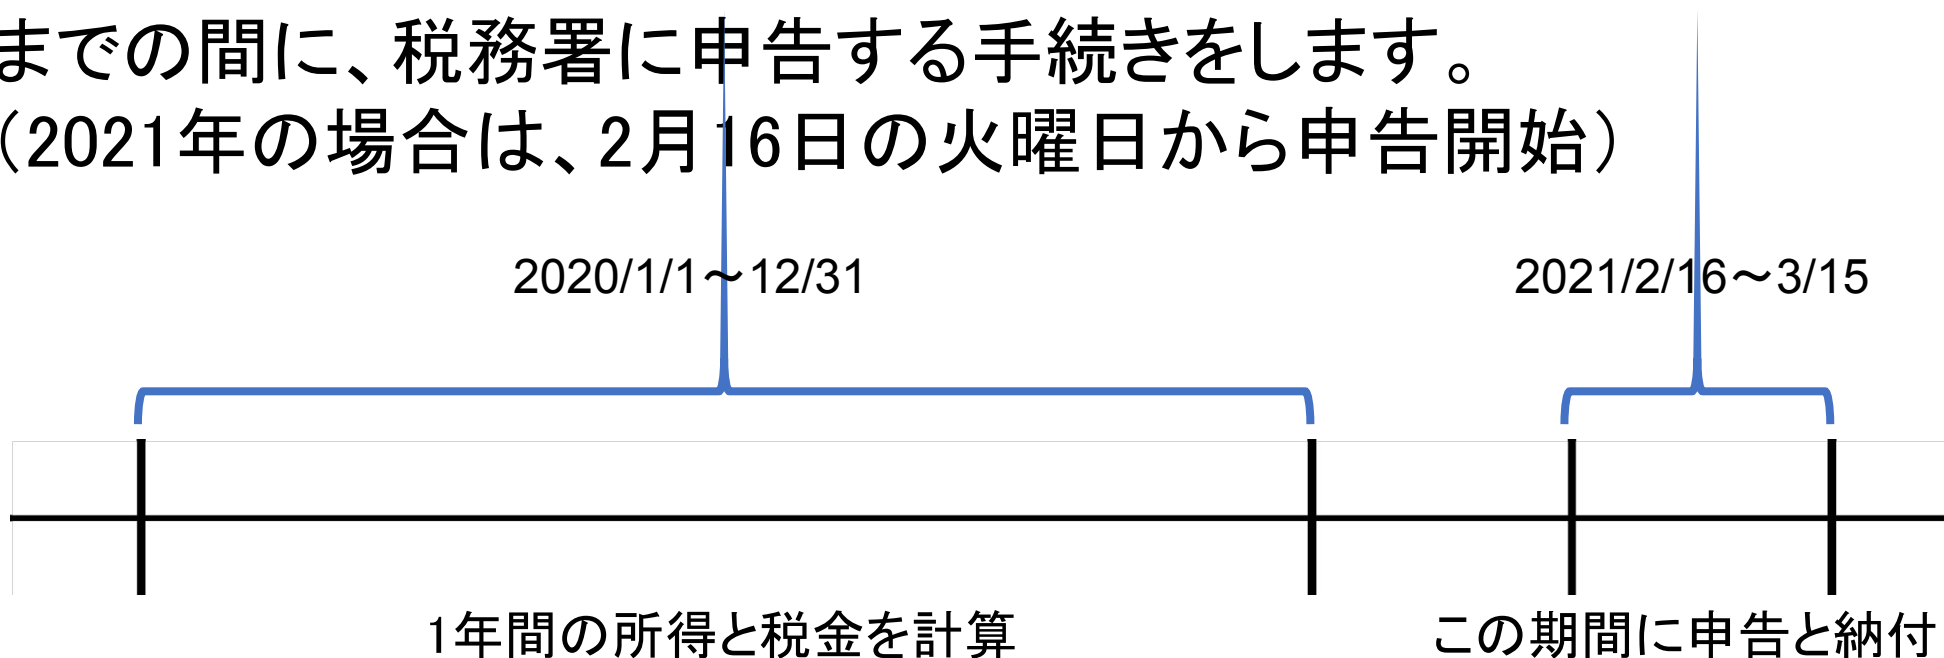 までの間に、税務署に申告する手続きをします。
（2021年の場合は、2月16日の火曜日から申告開始）
2020/1/1～12/31
2021/2/16～3/15
1年間の所得と税金を計算
この期間に申告と納付